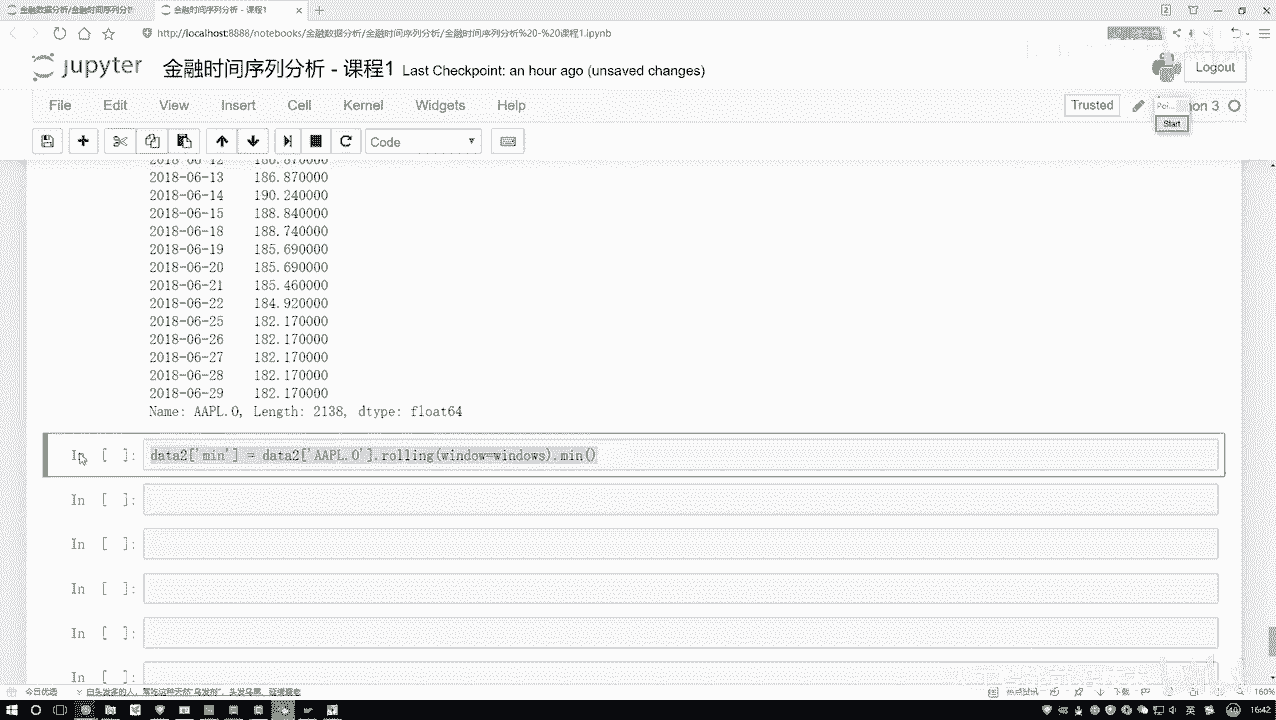 金融数据分析/金融时间序列分析
金融时间序列分析 - 课程1
http://localhost:8888/notebooks/金融数据分析/金融时间序列分析/金融时间序列分析%20-%20课程1.ipynb
jupyter 金融时间序列分析 - 课程1 Last Checkpoint: an hour ago (unsaved changes)
Logout
File Edit View Insert Cell Kernel Widgets Help
Trusted
on 3
Start
Code
2018-06-12 186.870000
2018-06-13 186.870000
2018-06-14 190.240000
2018-06-15 188.840000
2018-06-18 188.740000
2018-06-19 185.690000
2018-06-20 185.690000
2018-06-21 185.460000
2018-06-22 184.920000
2018-06-25 182.170000
2018-06-26 182.170000
2018-06-27 182.170000
2018-06-28 182.170000
2018-06-29 182.170000
Name: AAPL.O, Length: 2138, dtype: float64
In [ ]: data2['min'] = data2['AAPL.O'].rolling(window=windows).min()
In [ ]:
In [ ]:
In [ ]:
In [ ]:
In [ ]:
今日优选
下载
160%
英
16:42